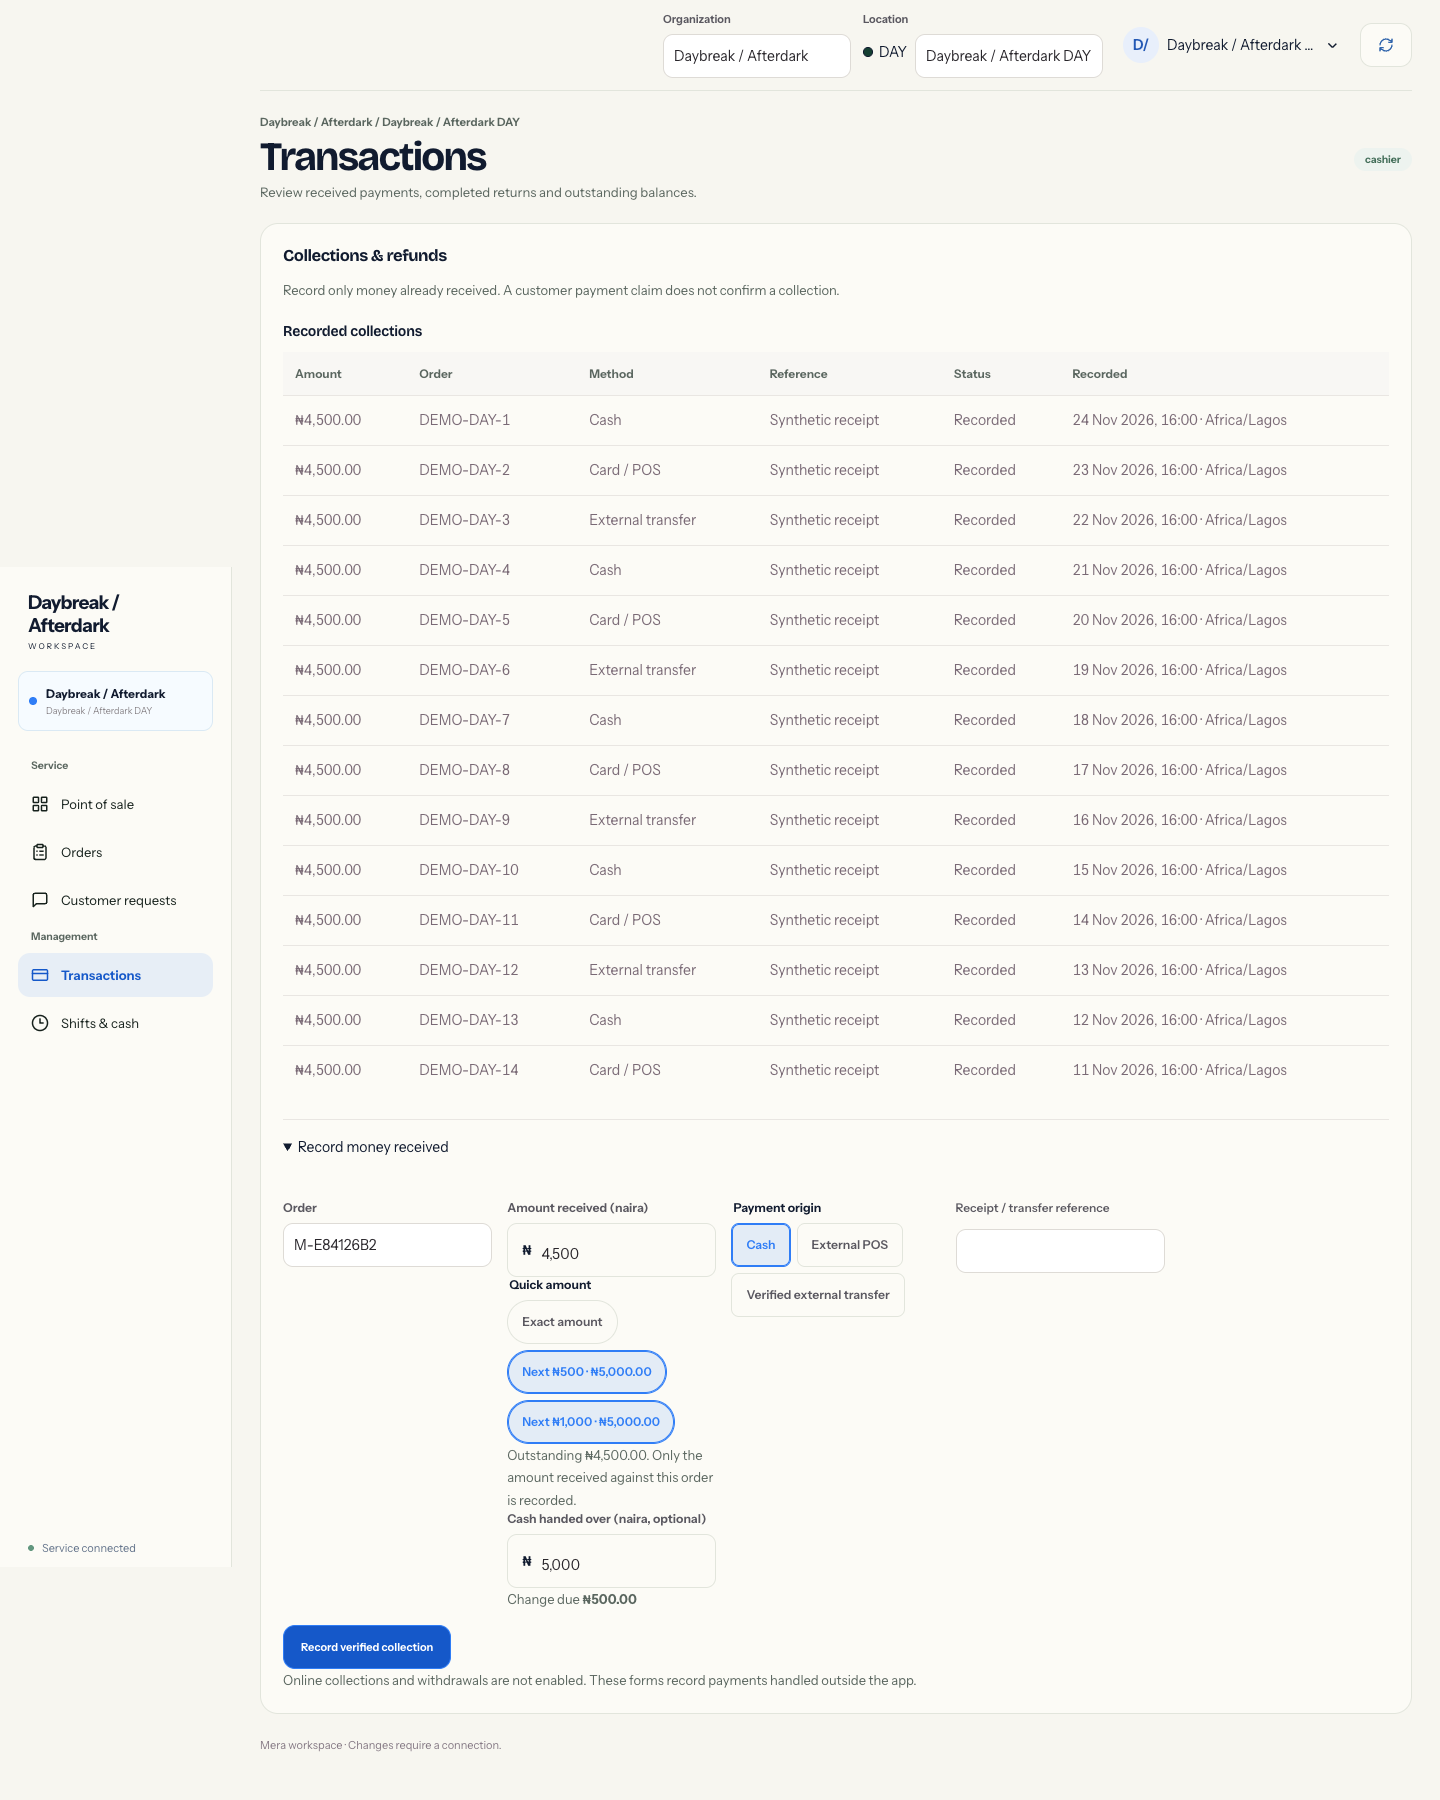 Organization
Location
Daybreak / Afterdark
DAY
Daybreak / Afterdark DAY
D/
Daybreak / Afterdark ...
Daybreak / Afterdark / Daybreak / Afterdark DAY
Transactions
cashier
Review received payments, completed returns and outstanding balances.
Collections & refunds
Record only money already received. A customer payment claim does not confirm a collection.
Recorded collections
Amount Order Method Reference Status Recorded
₦4,500.00 DEMO-DAY-1 Cash Synthetic receipt Recorded 24 Nov 2026, 16:00 · Africa/Lagos
₦4,500.00 DEMO-DAY-2 Card / POS Synthetic receipt Recorded 23 Nov 2026, 16:00 · Africa/Lagos
₦4,500.00 DEMO-DAY-3 External transfer Synthetic receipt Recorded 22 Nov 2026, 16:00 · Africa/Lagos
₦4,500.00 DEMO-DAY-4 Cash Synthetic receipt Recorded 21 Nov 2026, 16:00 · Africa/Lagos
₦4,500.00 DEMO-DAY-5 Card / POS Synthetic receipt Recorded 20 Nov 2026, 16:00 · Africa/Lagos
₦4,500.00 DEMO-DAY-6 External transfer Synthetic receipt Recorded 19 Nov 2026, 16:00 · Africa/Lagos
₦4,500.00 DEMO-DAY-7 Cash Synthetic receipt Recorded 18 Nov 2026, 16:00 · Africa/Lagos
₦4,500.00 DEMO-DAY-8 Card / POS Synthetic receipt Recorded 17 Nov 2026, 16:00 · Africa/Lagos
₦4,500.00 DEMO-DAY-9 External transfer Synthetic receipt Recorded 16 Nov 2026, 16:00 · Africa/Lagos
₦4,500.00 DEMO-DAY-10 Cash Synthetic receipt Recorded 15 Nov 2026, 16:00 · Africa/Lagos
₦4,500.00 DEMO-DAY-11 Card / POS Synthetic receipt Recorded 14 Nov 2026, 16:00 · Africa/Lagos
₦4,500.00 DEMO-DAY-12 External transfer Synthetic receipt Recorded 13 Nov 2026, 16:00 · Africa/Lagos
₦4,500.00 DEMO-DAY-13 Cash Synthetic receipt Recorded 12 Nov 2026, 16:00 · Africa/Lagos
₦4,500.00 DEMO-DAY-14 Card / POS Synthetic receipt Recorded 11 Nov 2026, 16:00 · Africa/Lagos
Daybreak /
Afterdark
WORKSPACE
Daybreak / Afterdark
Daybreak / Afterdark DAY
Service
Point of sale
Orders
Customer requests
Management
Transactions
Shifts & cash
Service connected
Record money received
Order
M-E84126B2
Amount received (naira)
₦ 4,500
Quick amount
Exact amount
Next ₦500 · ₦5,000.00
Next ₦1,000 · ₦5,000.00
Outstanding ₦4,500.00. Only the
amount received against this order
is recorded.
Cash handed over (naira, optional)
₦ 5,000
Change due ₦500.00
Payment origin
Cash
External POS
Verified external transfer
Receipt / transfer reference
Record verified collection
Online collections and withdrawals are not enabled. These forms record payments handled outside the app.
Mera workspace · Changes require a connection.